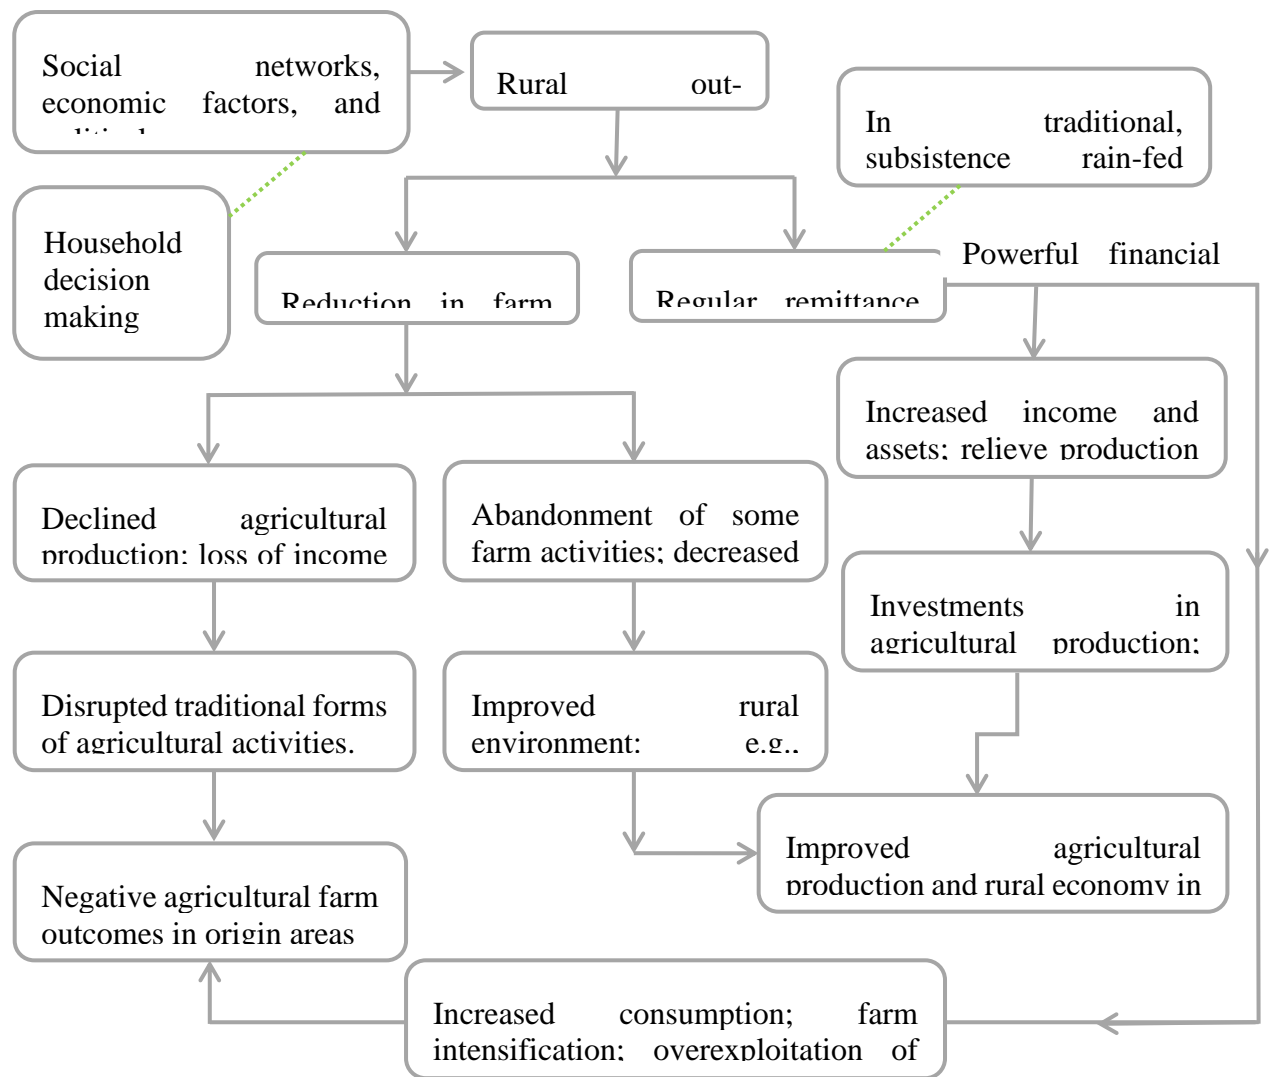 Social networks,
economic factors, and
Rural out-
In traditional,
subsistence rain-fed
Household
decision
making
Powerful financial
Reduction in farm
Regular remittance
Increased income and
assets; relieve production
Declined agricultural
production; loss of income
Abandonment of some
farm activities; decreased
Investments in
agricultural production;
Disrupted traditional forms
of agricultural activities.
Improved rural
environment: e.g.,
Improved agricultural
production and rural economy in
Negative agricultural farm
outcomes in origin areas
Increased consumption; farm
intensification; overexploitation of